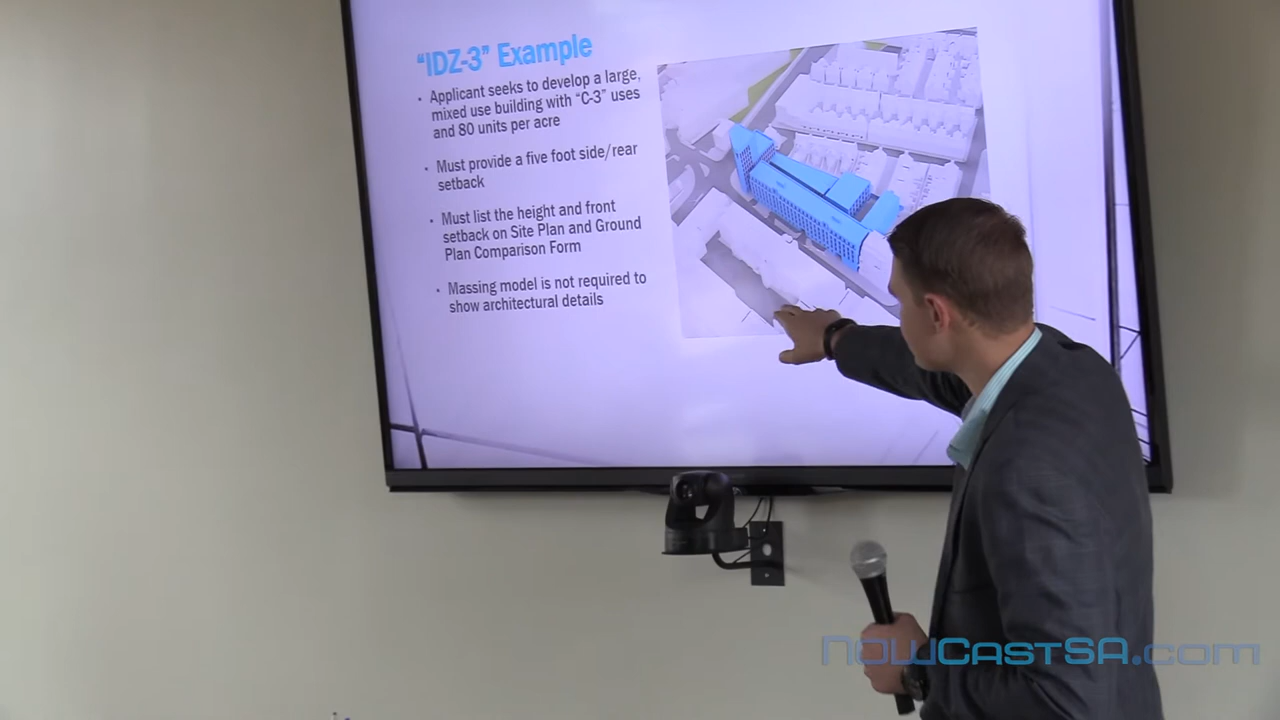 "IDZ-3" Example
· Applicant seeks to develop a large,
mixed use building with "C-3" uses
and 80 units per acre
· Must provide a five foot side/rear
setback
· Must list the height and front
setback on Site Plan and Ground
Plan Comparison Form
· Massing model is not required to
show architectural details
NOWCastSA.com